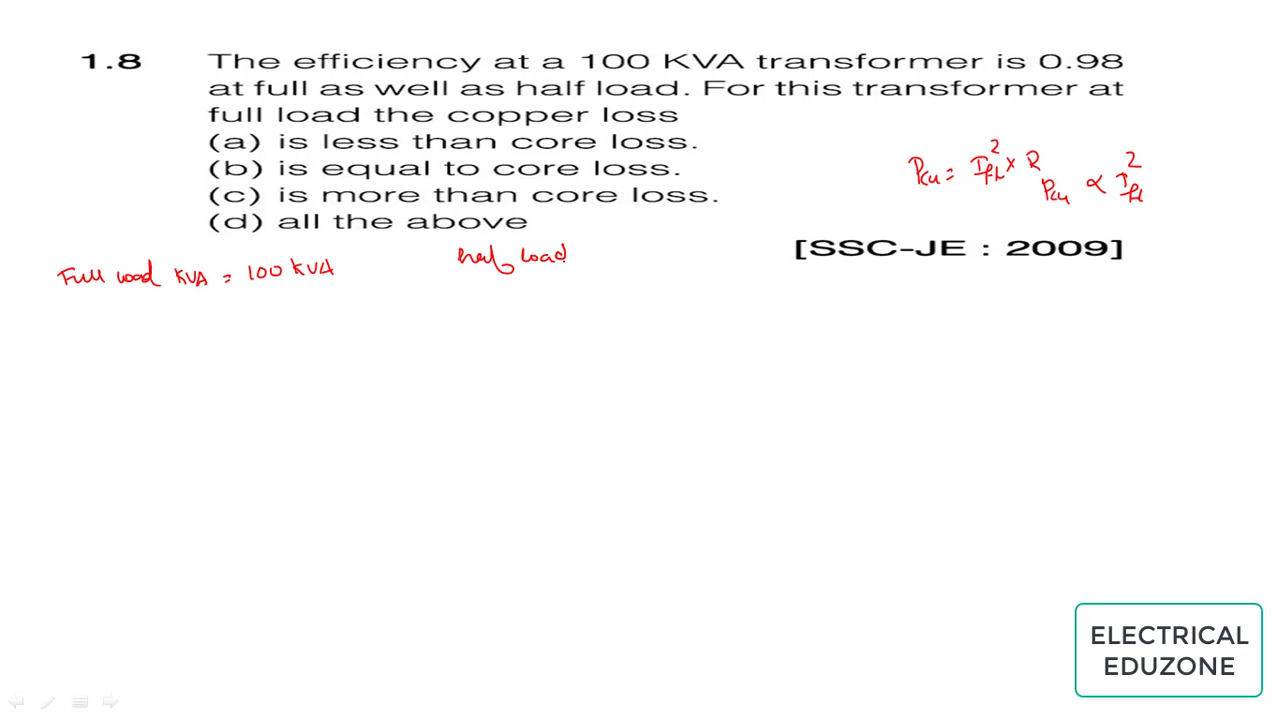 1.8 The efficiency at a 100 KVA transformer is 0.98
at full as well as half load. For this transformer at
full load the copper loss
(a) is less than core loss.
(b) is equal to core loss.
(c) is more than core loss.
(d) all the above
[SSC-JE : 2009]
Pcu = I²fL × R
Pcu ∝ I²fL
Full load KVA = 100 KVA
half load
ELECTRICAL
EDUZONE